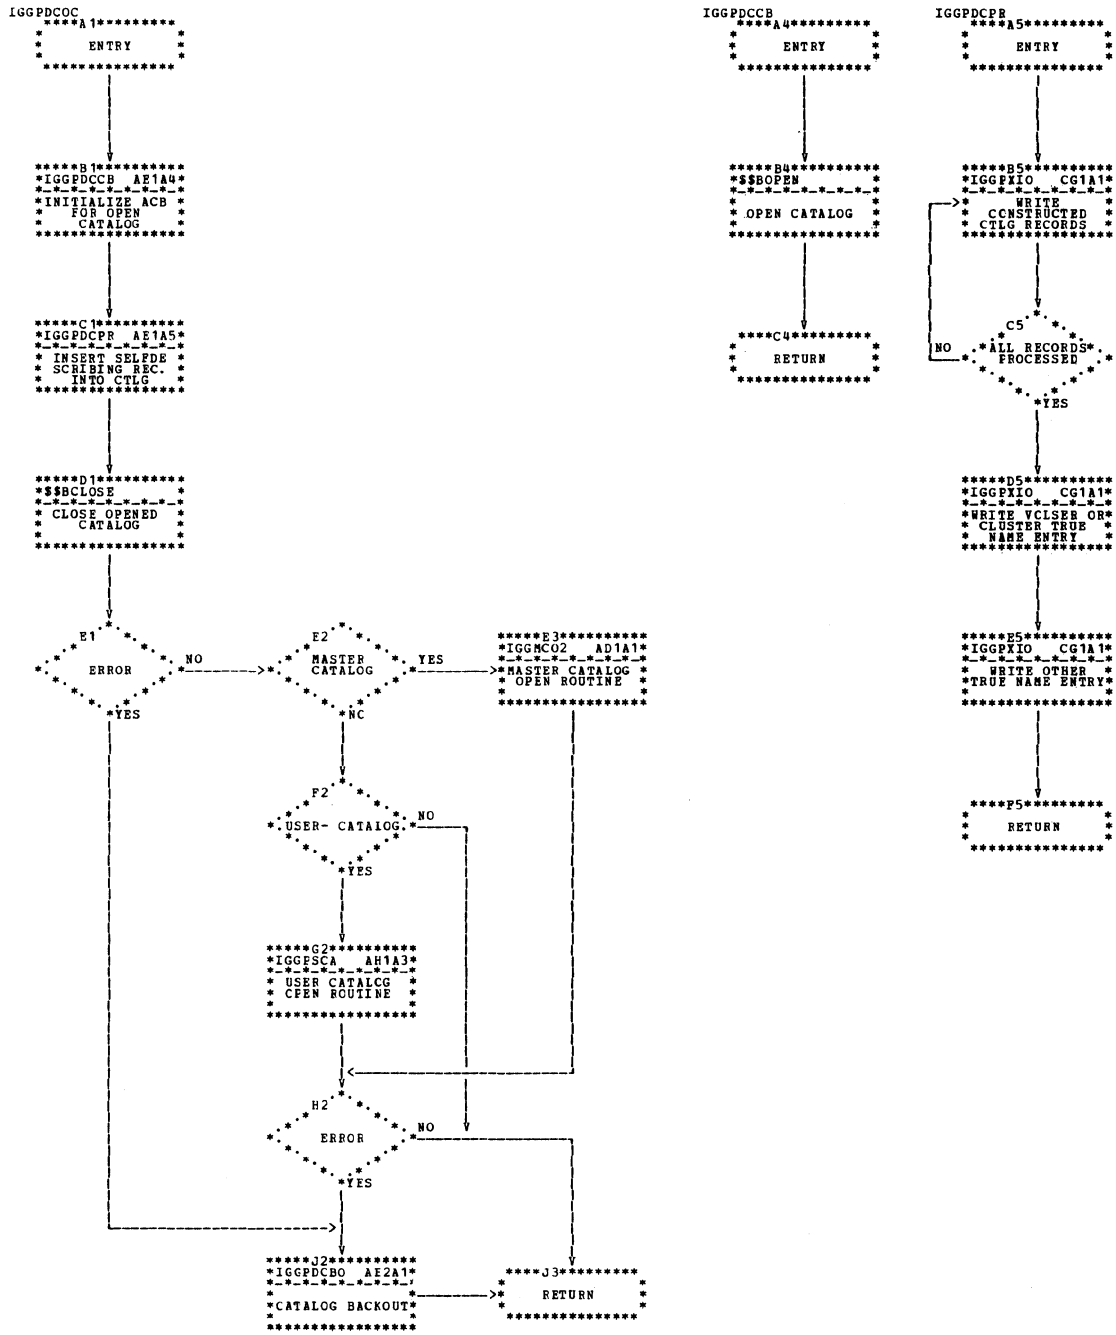 IGGPDCOC
A1
ENTRY
B1
IGGPDCCB AE1A4
INITIALIZE ACB
FOR OPEN
CATALOG
C1
IGGPDCPR AE1A5
INSERT SELFDE
SCRIBING REC.
INTO CTLG
D1
$$BCLOSE
CLOSE OPENED
CATALOG
E1
ERROR
NO
YES
E2
MASTER
CATALOG
YES
NC
E3
IGGMCO2 AD1A1
MASTER CATALOG
OPEN ROUTINE
F2
USER- CATALOG
NO
YES
G2
IGGPSCA AH1A3
USER CATALCG
CPEN ROUTINE
H2
ERROR
NO
YES
J2
IGGPDCBO AE2A1
CATALOG BACKOUT
J3
RETURN
IGGPDCCB
A4
ENTRY
B4
$$BOPEN
OPEN CATALOG
C4
RETURN
IGGPDCPR
A5
ENTRY
B5
IGGPXIO CG1A1
WRITE
CCNSTRUCTED
CTLG RECORDS
C5
ALL RECORDS
PROCESSED
NO
YES
D5
IGGPXIO CG1A1
WRITE VCLSER OR
CLUSTER TRUE
NAME ENTRY
E5
IGGPXIO CG1A1
WRITE OTHER
TRUE NAME ENTRY
F5
RETURN